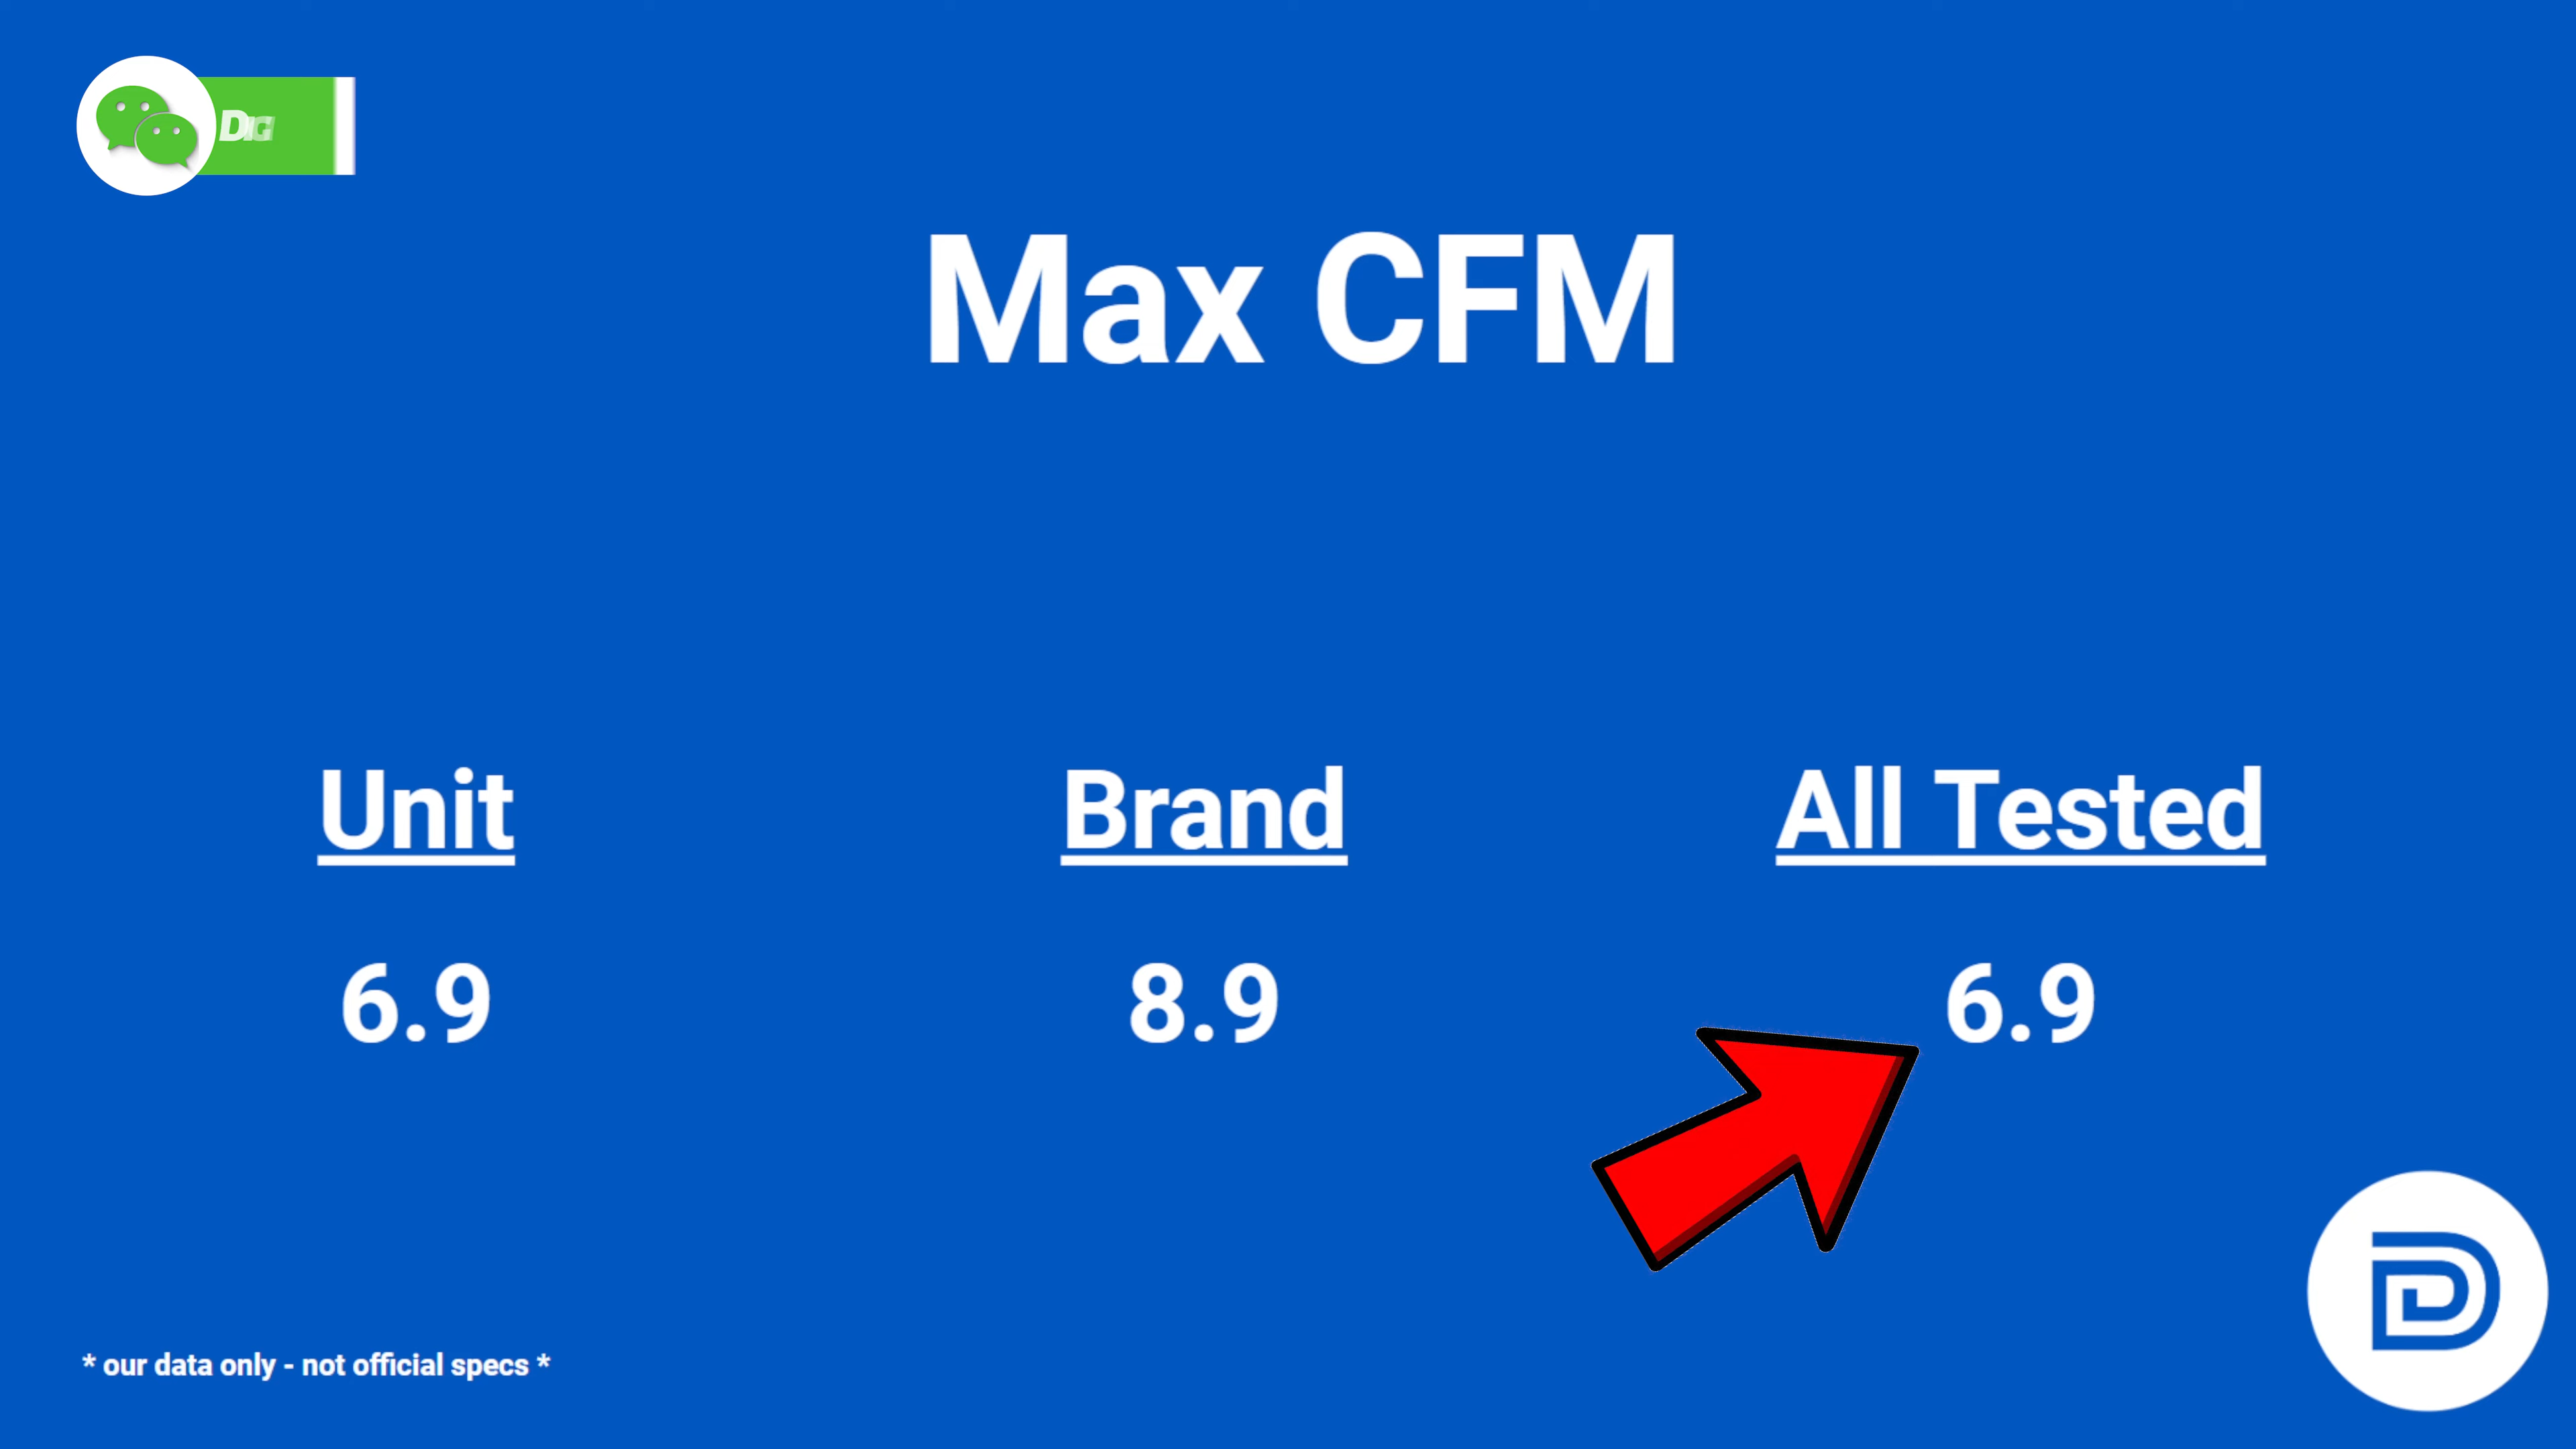 Max CFM
Unit Brand All Tested
6.9 8.9 6.9
* our data only - not official specs *